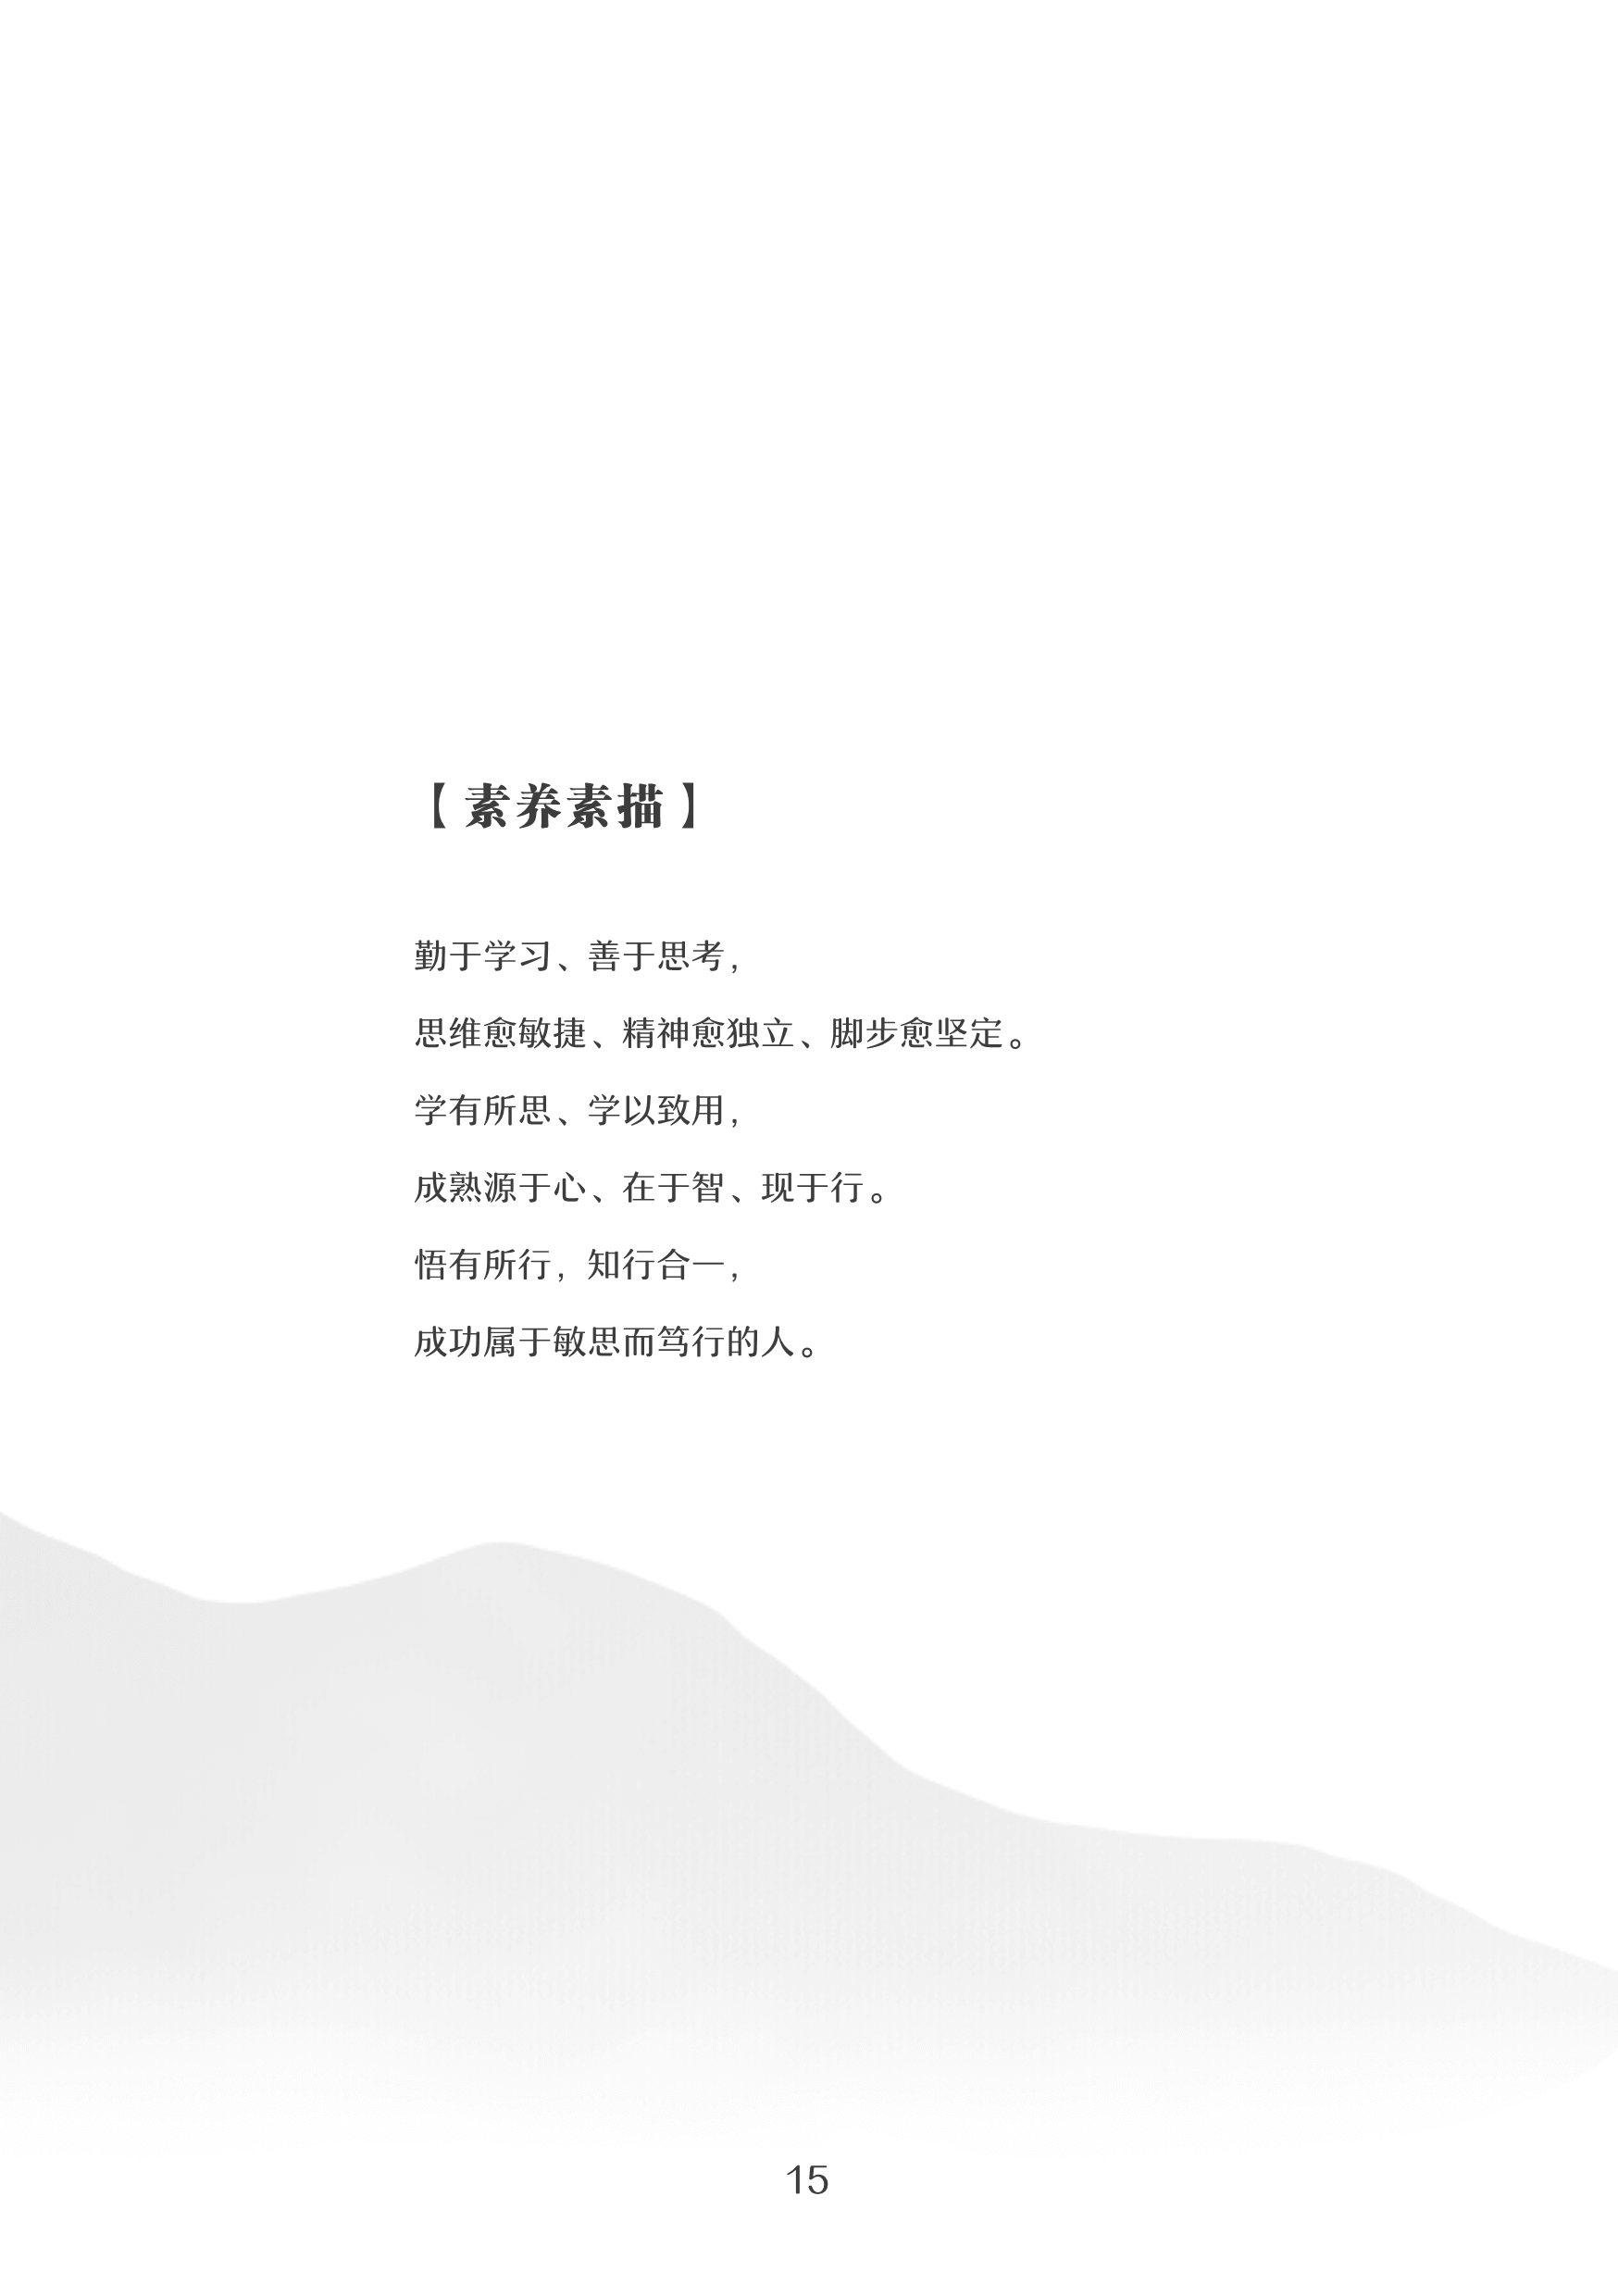 【素养素描】
勤于学习、善于思考，
思维愈敏捷、精神愈独立、脚步愈坚定。
学有所思、学以致用，
成熟源于心、在于智、现于行。
悟有所行，知行合一，
成功属于敏思而笃行的人。
15